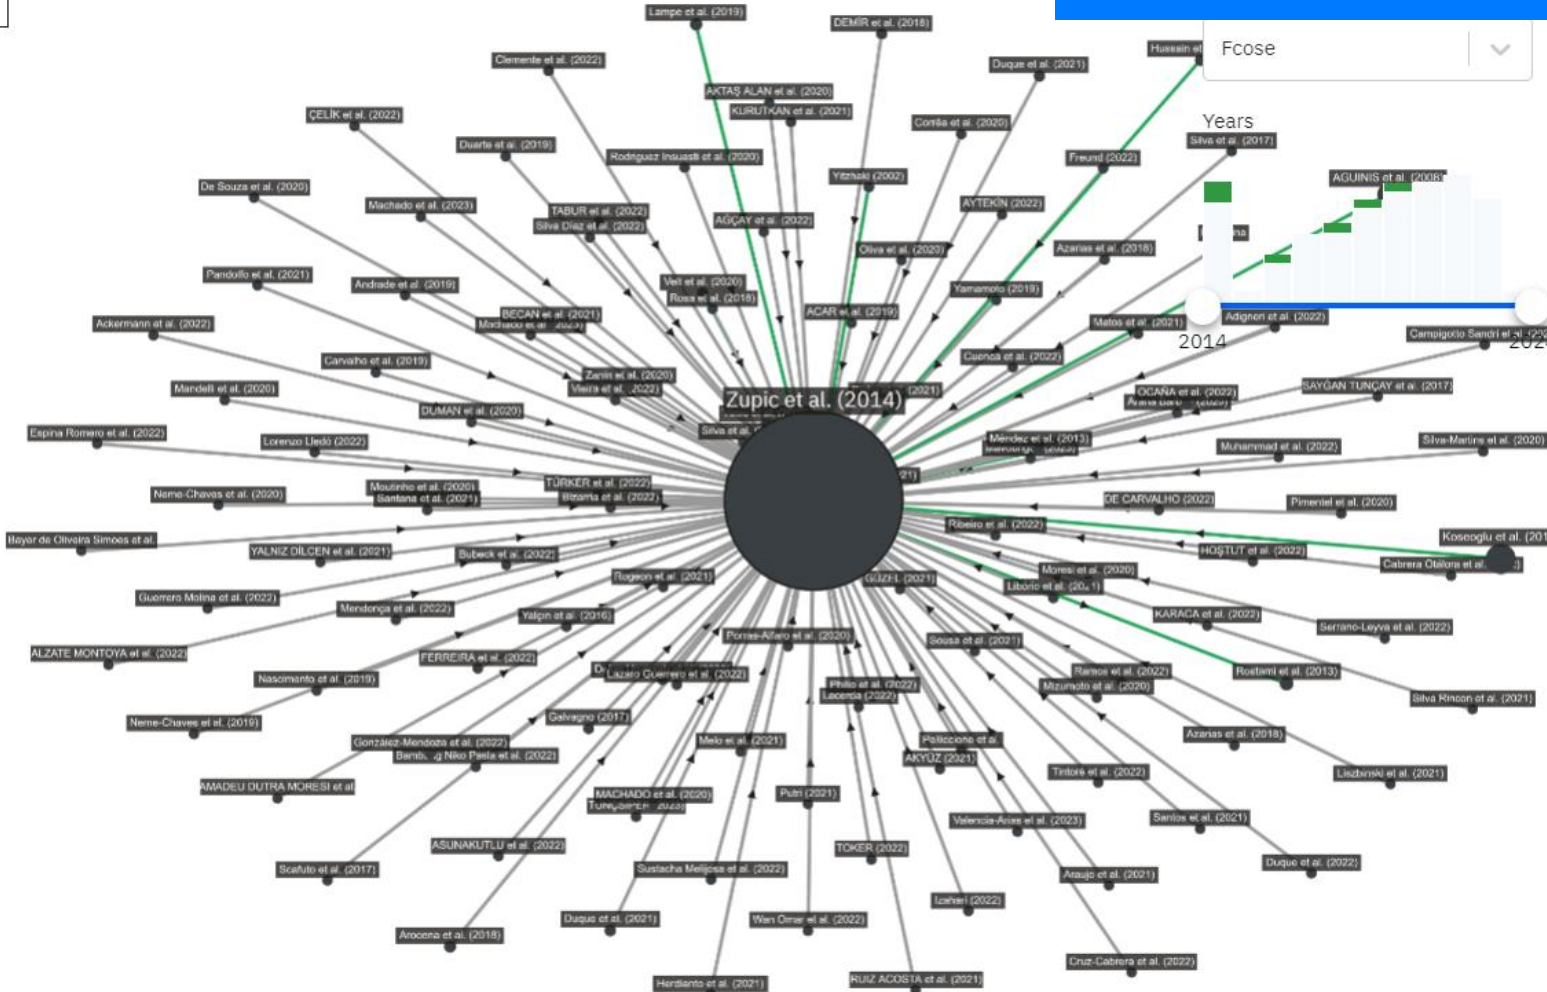 Lampe et al. (2019)
DEMİR et al. (2018)
Fcose
Clemente et al. (2022)
Duque et al. (2021)
AKTAŞ ALAN et al. (2020)
KURUTKAN et al. (2021)
ÇELİK et al. (2022)
Corrêa et al. (2020)
Years
Silva et al. (2017)
Duarte et al. (2019)
Rodriguez Insuasti et al. (2020)
Freund (2022)
Yitzhaki (2002)
AGUINIS et al. (2008)
De Souza et al. (2020)
Machado et al. (2023)
TABUR et al. (2022)
Silva Diaz et al. (2022)
AĞÇAY et al. (2022)
AYTEKİN (2022)
Oliva et al. (2020)
Azarias et al. (2018)
Pandolfo et al. (2021)
Andrade et al. (2019)
Veit et al. (2020)
Rosa et al. (2018)
Yamamoto (2019)
BECAN et al. (2021)
ACAR et al. (2019)
Matos et al. (2021)
Adigneri et al. (2022)
Ackermann et al. (2022)
2014
Cuenca et al. (2022)
Carvalho et al. (2019)
Zanin et al. (2020)
Vieira et al. (2022)
Mandelli et al. (2020)
OCAÑA et al. (2022)
SAYGAN TUNÇAY et al. (2017)
Zupic et al. (2014)
DUMAN et al. (2020)
Espina Romero et al. (2022)
Lorenzo Lledó (2022)
Méndez et al. (2013)
Muhammad et al. (2022)
Silva-Martins et al. (2020)
TÜRKER et al. (2022)
Moutinho et al. (2020)
Santana et al. (2021)
Bizarria et al. (2022)
Neme-Chaves et al. (2020)
DE CARVALHO (2022)
Pimentel et al. (2020)
Ribeiro et al. (2022)
Bayer de Oliveira Simoes et al.
YALNIZ DİLCEN et al. (2021)
Bubeck et al. (2022)
HOŞTUT et al. (2022)
Koseoglu et al. (201
Cabrera Otálora et al.
Rogeon et al. (2021)
GÜZEL (2021)
Moresi et al. (2020)
Libório et al. (2021)
Guerrero Molina et al. (2022)
Mendonça et al. (2022)
Yalçın et al. (2016)
KARACA et al. (2022)
Serrano-Leyva et al. (2022)
Porras-Alfaro et al. (2020)
Sousa et al. (2021)
ALZATE MONTOYA et al. (2022)
FERREIRA et al. (2022)
Lázaro Guerrero et al. (2022)
Nascimento et al. (2019)
Philip et al. (2022)
Lacerda (2022)
Ramos et al. (2022)
Mizumoto et al. (2020)
Rostami et al. (2013)
Silva Rincon et al. (2021)
Neme-Chaves et al. (2019)
Galvagno (2017)
González-Mendoza et al. (2022)
Niko Paela et al. (2022)
Melo et al. (2021)
Pelliccione et al.
AKYÜZ (2021)
Azarias et al. (2018)
Tintoré et al. (2022)
Liszbinski et al. (2021)
AMADEU DUTRA MORESI et al.
MACHADO et al. (2020)
Putri (2021)
Valencia-Arias et al. (2023)
Santos et al. (2021)
ASUNAKUTLU et al. (2022)
TOKER (2022)
Scafuto et al. (2017)
Sustacha Melijosa et al. (2022)
Araujo et al. (2021)
Duque et al. (2022)
Izahari (2022)
Duque et al. (2021)
Wan Omar et al. (2022)
Arocena et al. (2018)
Cruz-Cabrera et al. (2022)
Herdianto et al. (2021)
RUIZ ACOSTA et al. (2021)